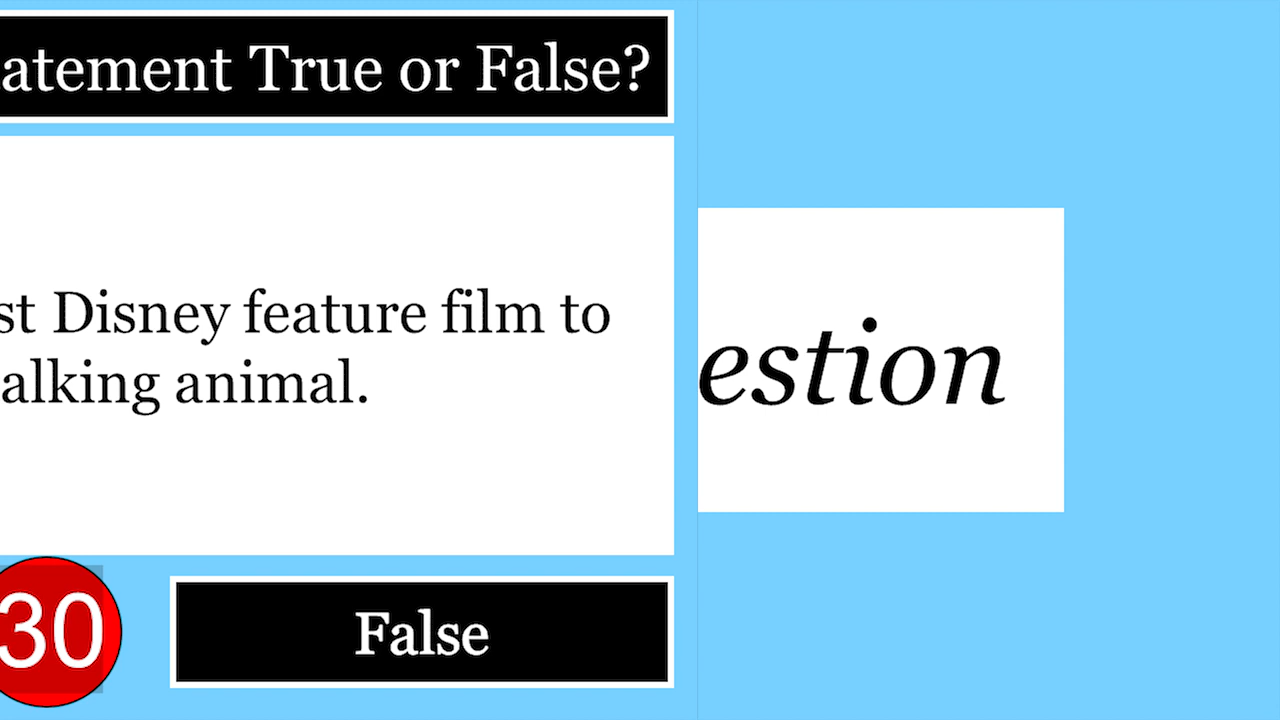 atement True or False?
st Disney feature film to
alking animal.
estion
30
False